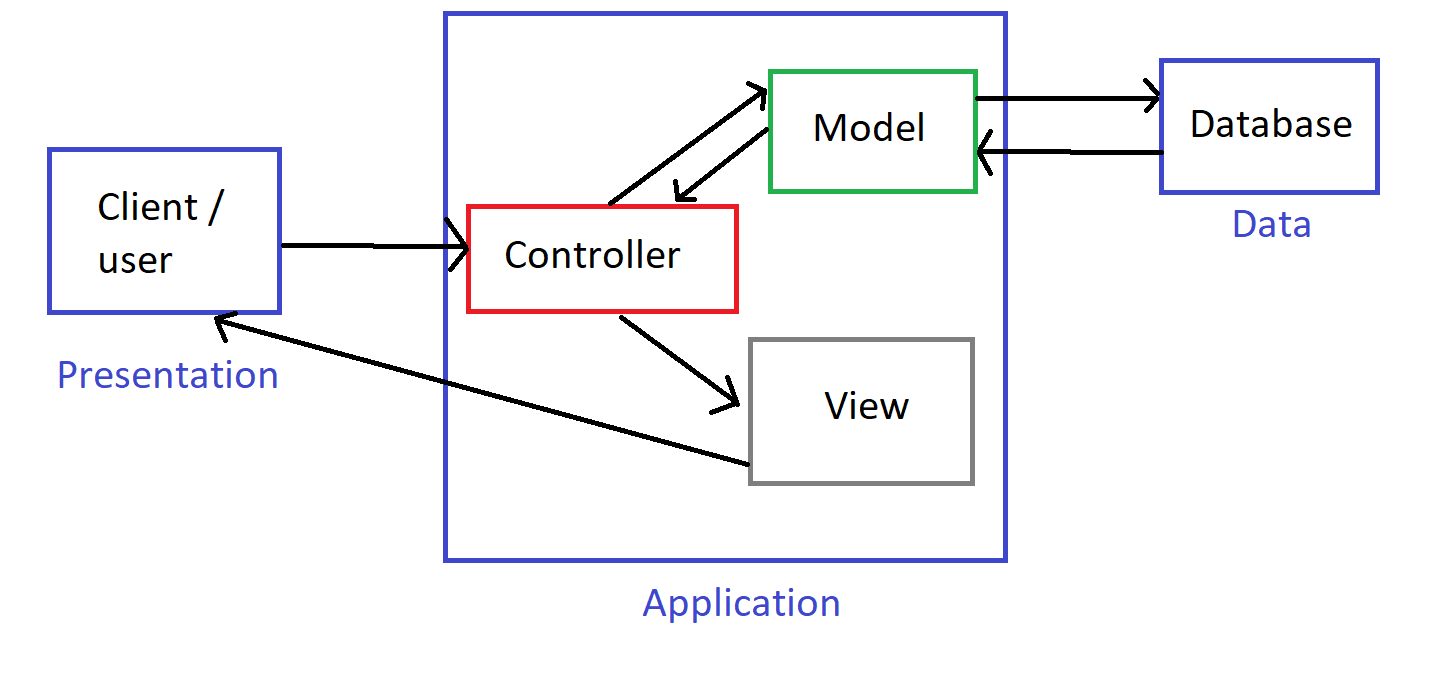 Client /
user
Presentation
Controller
Model
View
Application
Database
Data